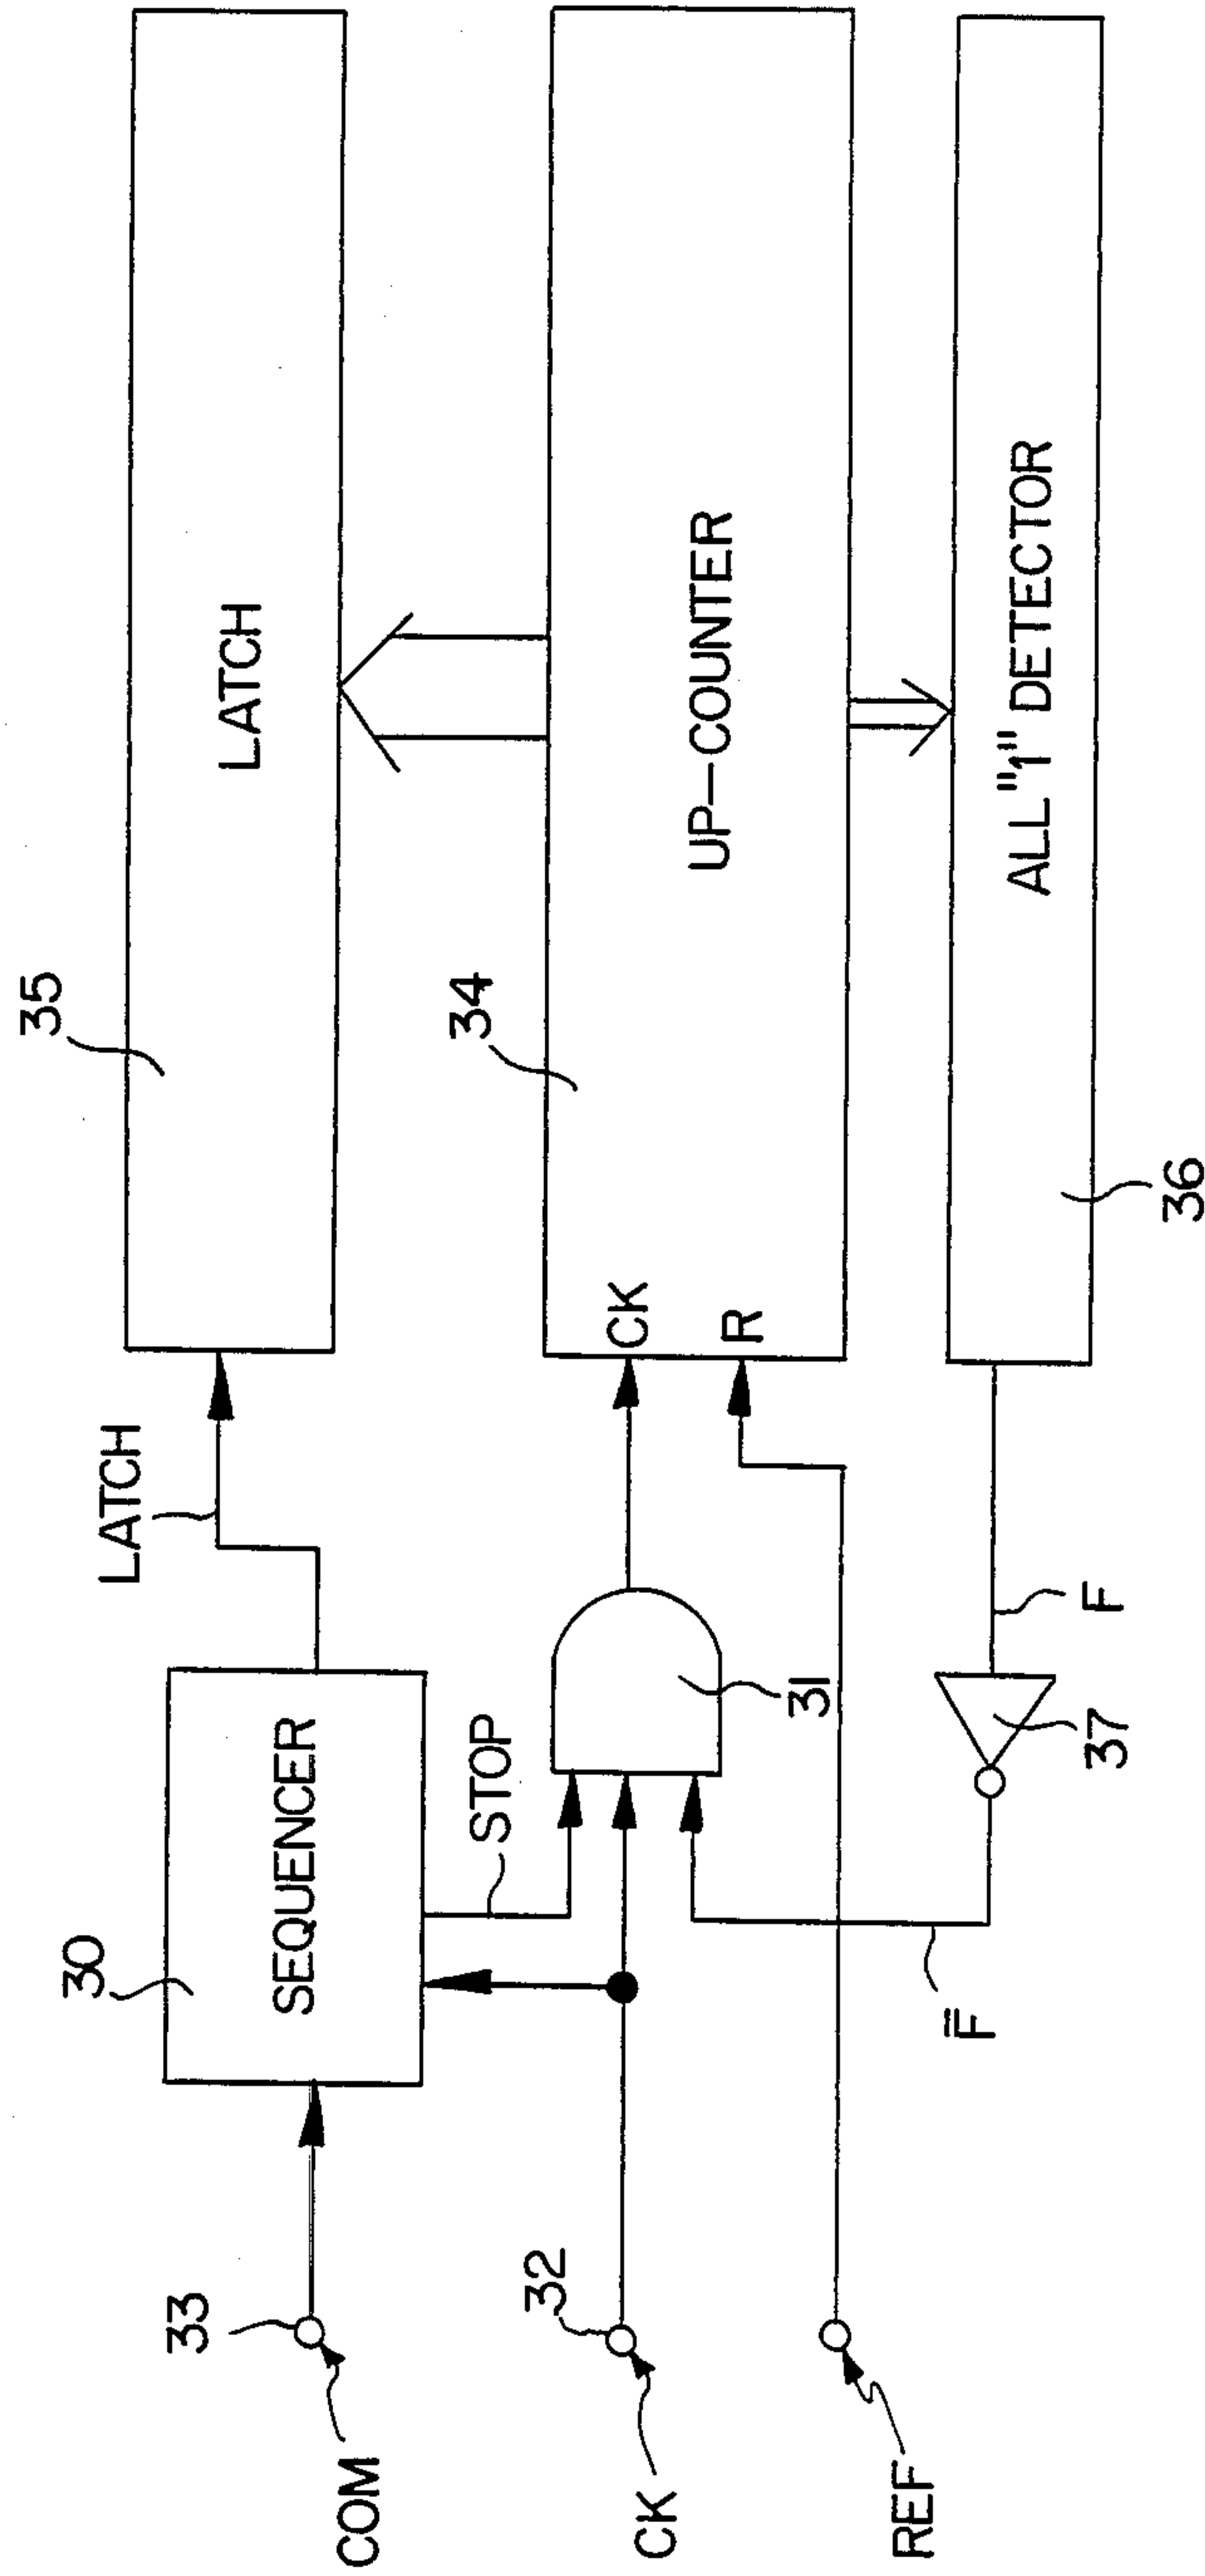 35
LATCH
LATCH
30
SEQUENCER
33
COM
STOP
34
UP-COUNTER
CK
R
31
32
CK
REF
ALL "1" DETECTOR
36
F
37
F̅